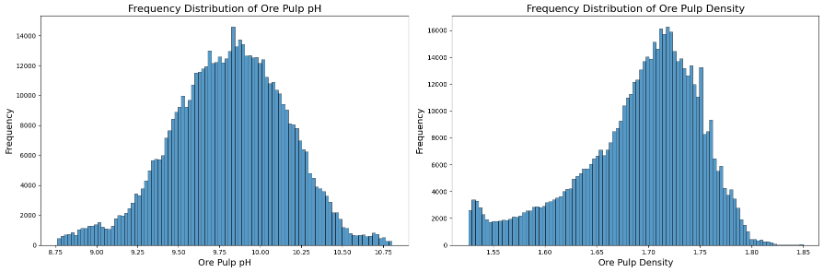 Frequency Distribution of Ore Pulp pH
Frequency
14000
12000
10000
8000
6000
4000
2000
0
8.75 9.00 9.25 9.50 9.75 10.00 10.25 10.50 10.75
Ore Pulp pH
Frequency Distribution of Ore Pulp Density
Frequency
16000
14000
12000
10000
8000
6000
4000
2000
0
1.55 1.60 1.65 1.70 1.75 1.80 1.85
Ore Pulp Density